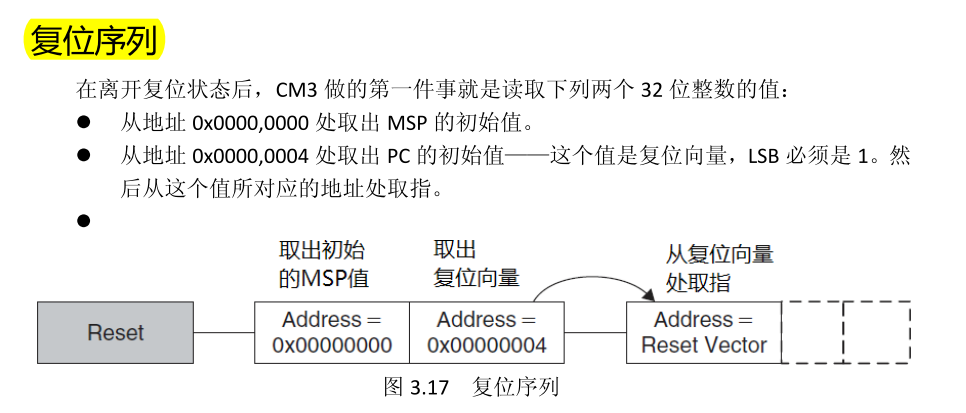 复位序列
在离开复位状态后，CM3 做的第一件事就是读取下列两个 32 位整数的值：
● 从地址 0x0000,0000 处取出 MSP 的初始值。
● 从地址 0x0000,0004 处取出 PC 的初始值——这个值是复位向量，LSB 必须是 1。然
后从这个值所对应的地址处取指。
●
取出初始
的MSP值
取出
复位向量
从复位向量
处取指
Reset
Address =
0x00000000
Address =
0x00000004
Address =
Reset Vector
图 3.17 复位序列